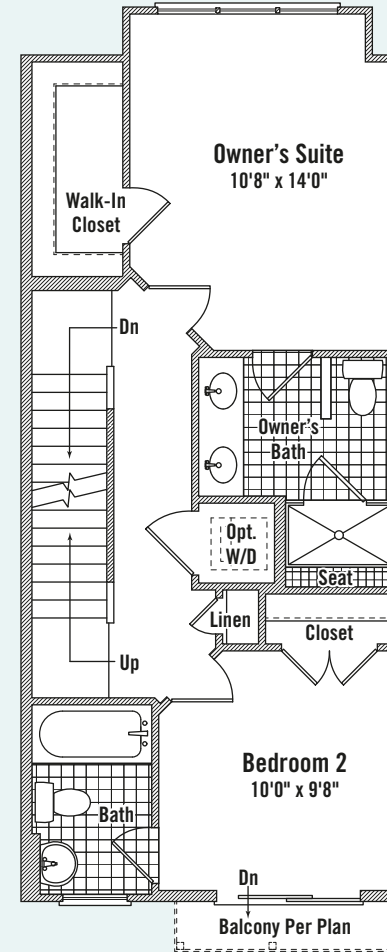 Owner's Suite
10'8" x 14'0"
Walk-In
Closet
Dn
Owner's
Bath
Opt.
W/D
Seat
Linen
Closet
Up
Bedroom 2
10'0" x 9'8"
Bath
Dn
Balcony Per Plan